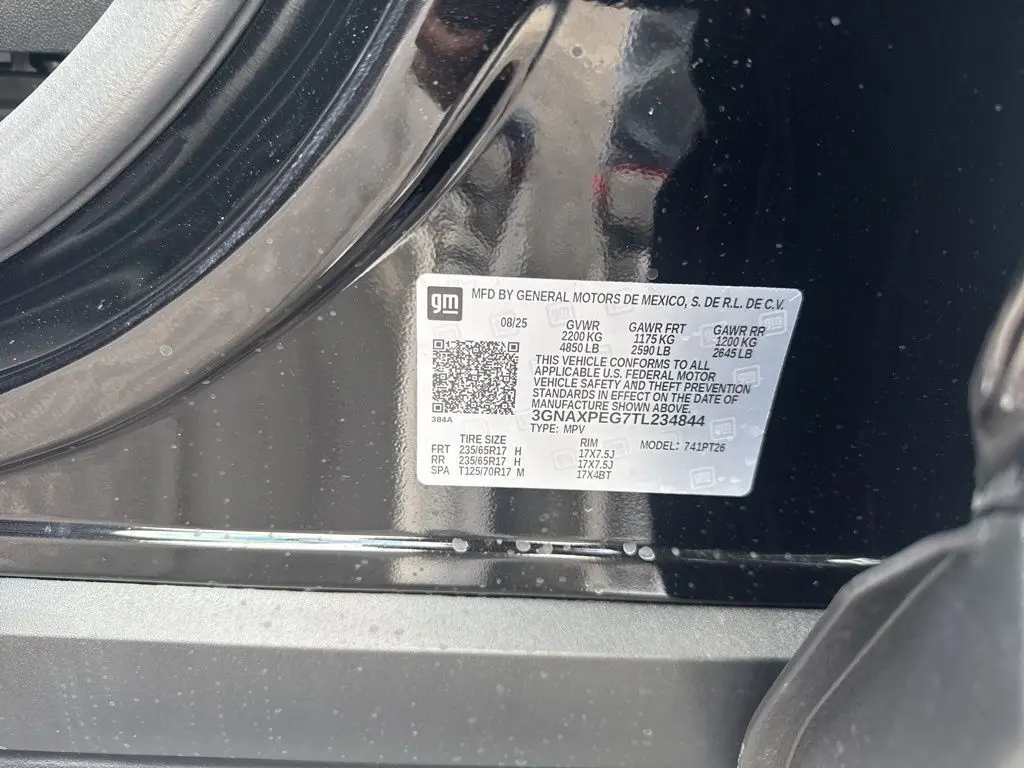 gm MFD BY GENERAL MOTORS DE MEXICO, S. DE R.L. DE C.V.
08/25 GVWR GAWR FRT GAWR RR
2200 KG 1175 KG 1200 KG
4850 LB 2590 LB 2645 LB
THIS VEHICLE CONFORMS TO ALL
APPLICABLE U.S. FEDERAL MOTOR
VEHICLE SAFETY AND THEFT PREVENTION
STANDARDS IN EFFECT ON THE DATE OF
MANUFACTURE SHOWN ABOVE.
384A
3GNAXPEG7TL234844
TYPE: MPV
TIRE SIZE RIM MODEL: 741PT26
FRT 235/65R17 H 17X7.5J
RR 235/65R17 H 17X7.5J
SPA T125/70R17 M 17X4BT